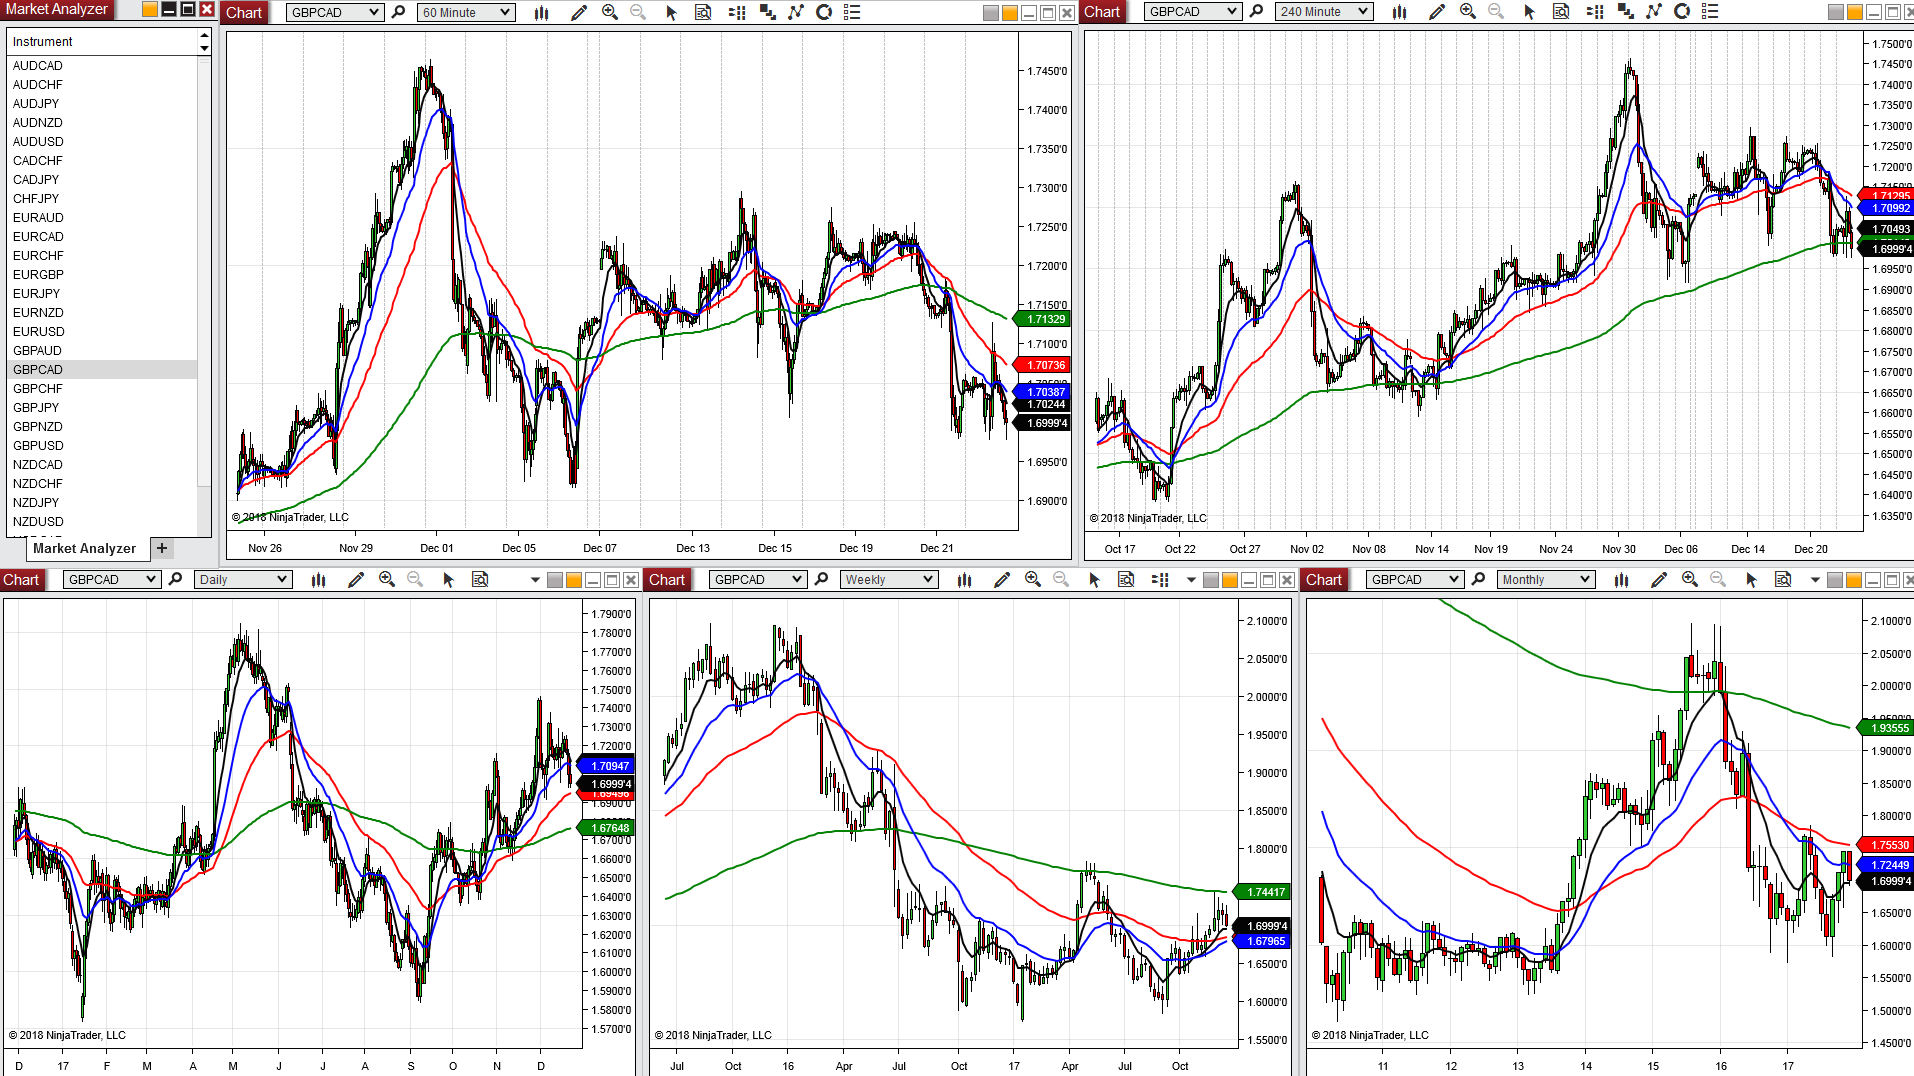 Market Analyzer
Instrument
AUDCAD
AUDCHF
AUDJPY
AUDNZD
AUDUSD
CADCHF
CADJPY
CHFJPY
EURAUD
EURCAD
EURCHF
EURGBP
EURJPY
EURNZD
EURUSD
GBPAUD
GBPCAD
GBPCHF
GBPJPY
GBPNZD
GBPUSD
NZDCAD
NZDCHF
NZDJPY
NZDUSD
Market Analyzer +
Chart GBPCAD 60 Minute
1.7450'0
1.7400'0
1.7350'0
1.7300'0
1.7250'0
1.7200'0
1.7150'0
1.71329
1.7100'0
1.70736
1.70387
1.70244
1.6999'4
1.6950'0
1.6900'0
© 2018 NinjaTrader, LLC
Nov 26 Nov 29 Dec 01 Dec 05 Dec 07 Dec 13 Dec 15 Dec 19 Dec 21
Chart GBPCAD 240 Minute
1.7500'0
1.7450'0
1.7400'0
1.7350'0
1.7300'0
1.7250'0
1.7200'0
1.71295
1.70992
1.70493
1.6999'4
1.6950'0
1.6900'0
1.6850'0
1.6800'0
1.6750'0
1.6700'0
1.6650'0
1.6600'0
1.6550'0
1.6500'0
1.6450'0
1.6400'0
1.6350'0
© 2018 NinjaTrader, LLC
Oct 17 Oct 22 Oct 27 Nov 02 Nov 08 Nov 14 Nov 19 Nov 24 Nov 30 Dec 06 Dec 14 Dec 20
Chart GBPCAD Daily
1.7900'0
1.7800'0
1.7700'0
1.7600'0
1.7500'0
1.7400'0
1.7300'0
1.7200'0
1.70947
1.6999'4
1.69496
1.6900'0
1.67648
1.6600'0
1.6500'0
1.6400'0
1.6300'0
1.6200'0
1.6100'0
1.6000'0
1.5900'0
1.5800'0
1.5700'0
© 2018 NinjaTrader, LLC
D 17 F M A M J J A S O N D
Chart GBPCAD Weekly
2.1000'0
2.0500'0
2.0000'0
1.9500'0
1.9000'0
1.8500'0
1.8000'0
1.74417
1.6999'4
1.67965
1.6500'0
1.6000'0
1.5500'0
© 2018 NinjaTrader, LLC
Jul Oct 16 Apr Jul Oct 17 Apr Jul Oct
Chart GBPCAD Monthly
2.1000'0
2.0500'0
2.0000'0
1.93555
1.9000'0
1.8500'0
1.8000'0
1.75530
1.72449
1.6999'4
1.6500'0
1.6000'0
1.5500'0
1.5000'0
1.4500'0
© 2018 NinjaTrader, LLC
11 12 13 14 15 16 17